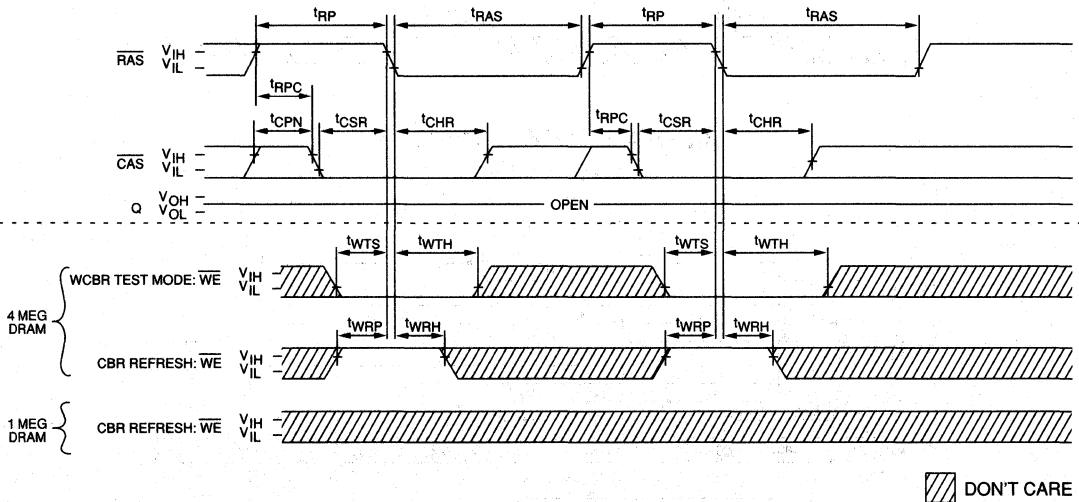 tRP tRAS tRP tRAS
RAS VIH
VIL
tRPC
tCPN tCSR tCHR tRPC tCSR tCHR
CAS VIH
VIL
Q VOH
VOL
OPEN
tWTS tWTH tWTS tWTH
WCBR TEST MODE: WE VIH
VIL
4 MEG
DRAM
tWRP tWRH tWRP tWRH
CBR REFRESH: WE VIH
VIL
1 MEG
DRAM
CBR REFRESH: WE VIH
VIL
DON'T CARE